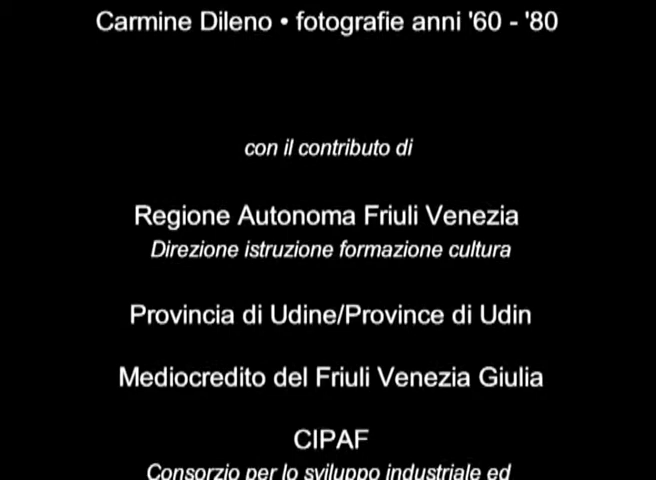 Carmine Dileno • fotografie anni '60 - '80
con il contributo di
Regione Autonoma Friuli Venezia
Direzione istruzione formazione cultura
Provincia di Udine/Province di Udin
Mediocredito del Friuli Venezia Giulia
CIPAF
Consorzio per lo sviluppo industriale ed